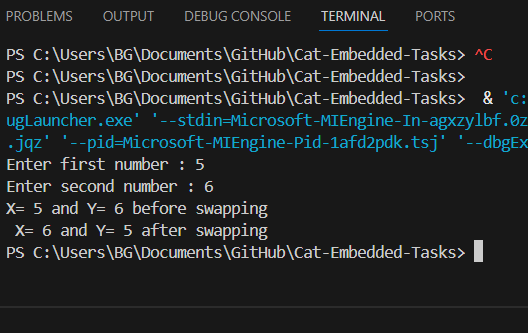 PROBLEMS OUTPUT DEBUG CONSOLE TERMINAL PORTS
PS C:\Users\BG\Documents\GitHub\Cat-Embedded-Tasks> ^C
PS C:\Users\BG\Documents\GitHub\Cat-Embedded-Tasks>
PS C:\Users\BG\Documents\GitHub\Cat-Embedded-Tasks>  & 'c:
ugLauncher.exe' '--stdin=Microsoft-MIEngine-In-agxzylbf.0z
.jqz' '--pid=Microsoft-MIEngine-Pid-1afd2pdk.tsj' '--dbgEx
Enter first number : 5
Enter second number : 6
X= 5 and Y= 6 before swapping
 X= 6 and Y= 5 after swapping
PS C:\Users\BG\Documents\GitHub\Cat-Embedded-Tasks>